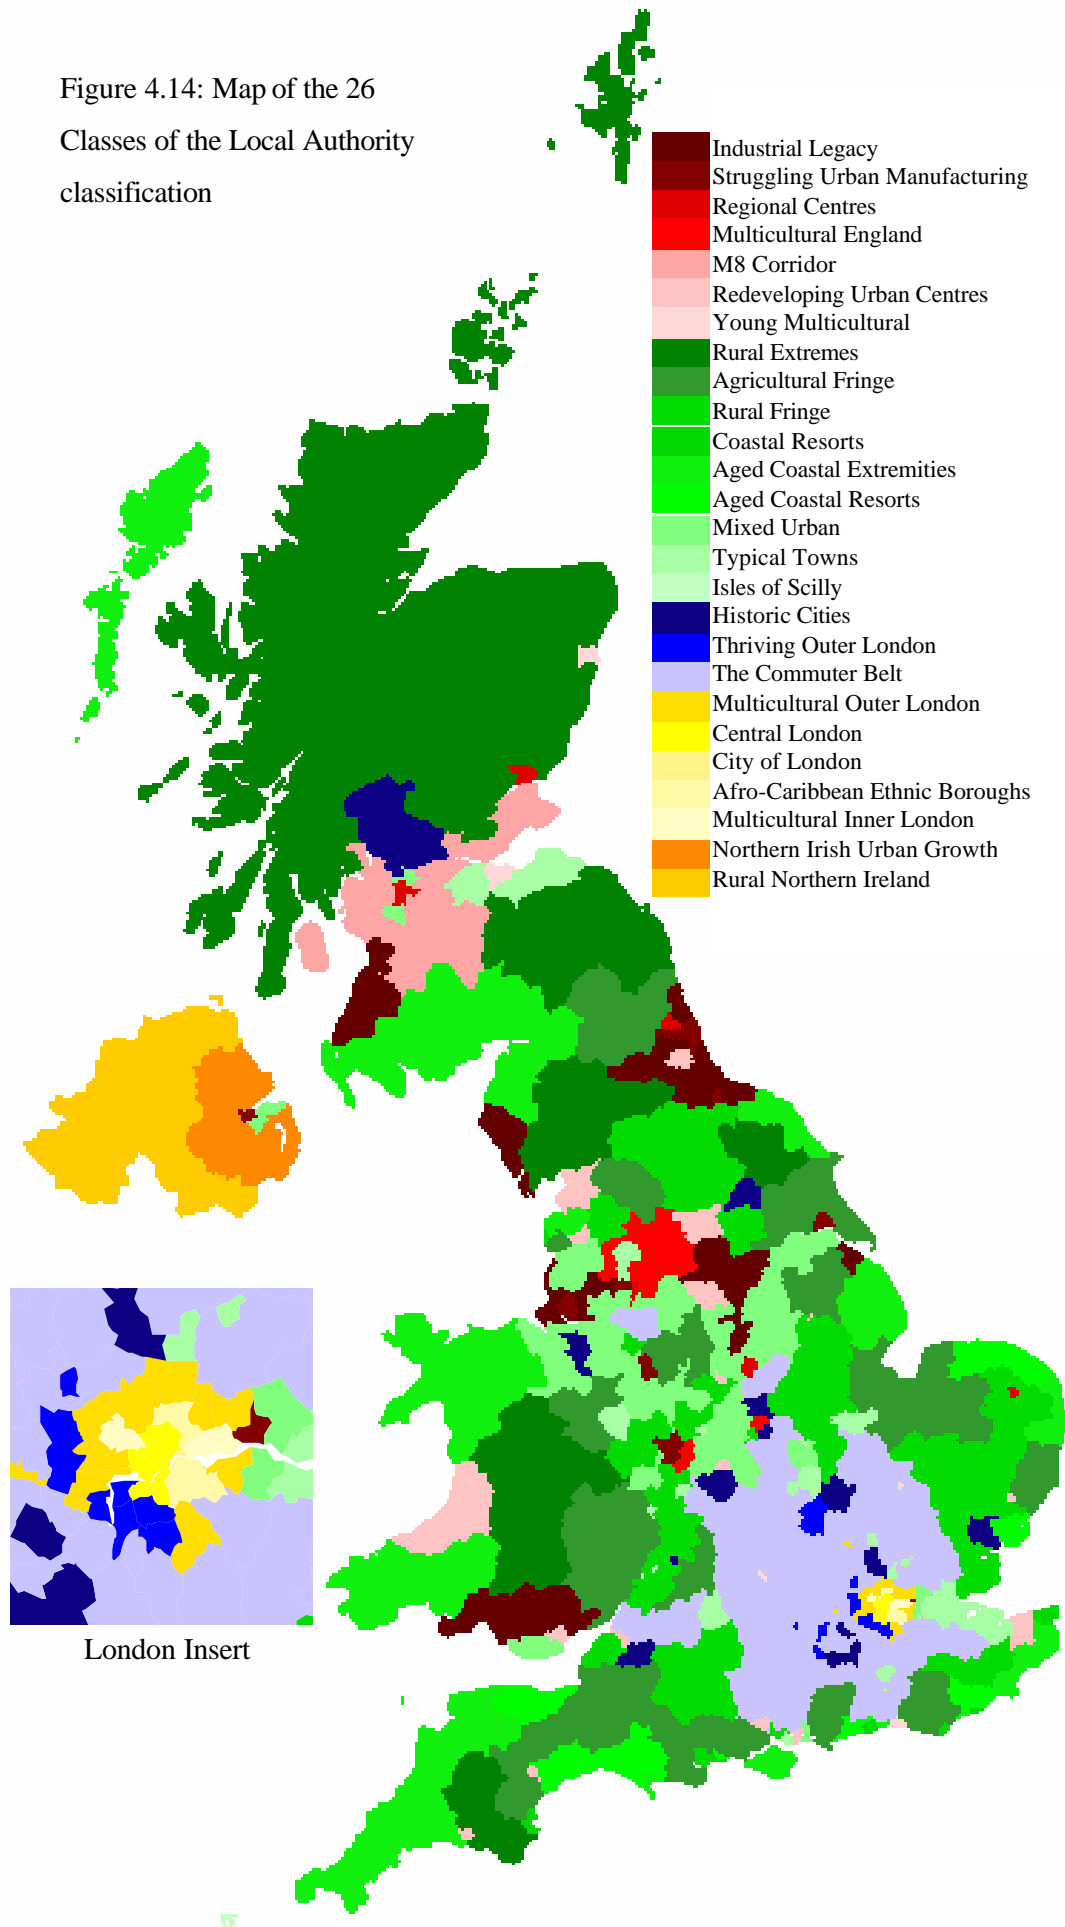 Figure 4.14: Map of the 26
Classes of the Local Authority
classification
Industrial Legacy
Struggling Urban Manufacturing
Regional Centres
Multicultural England
M8 Corridor
Redeveloping Urban Centres
Young Multicultural
Rural Extremes
Agricultural Fringe
Rural Fringe
Coastal Resorts
Aged Coastal Extremities
Aged Coastal Resorts
Mixed Urban
Typical Towns
Isles of Scilly
Historic Cities
Thriving Outer London
The Commuter Belt
Multicultural Outer London
Central London
City of London
Afro-Caribbean Ethnic Boroughs
Multicultural Inner London
Northern Irish Urban Growth
Rural Northern Ireland
London Insert